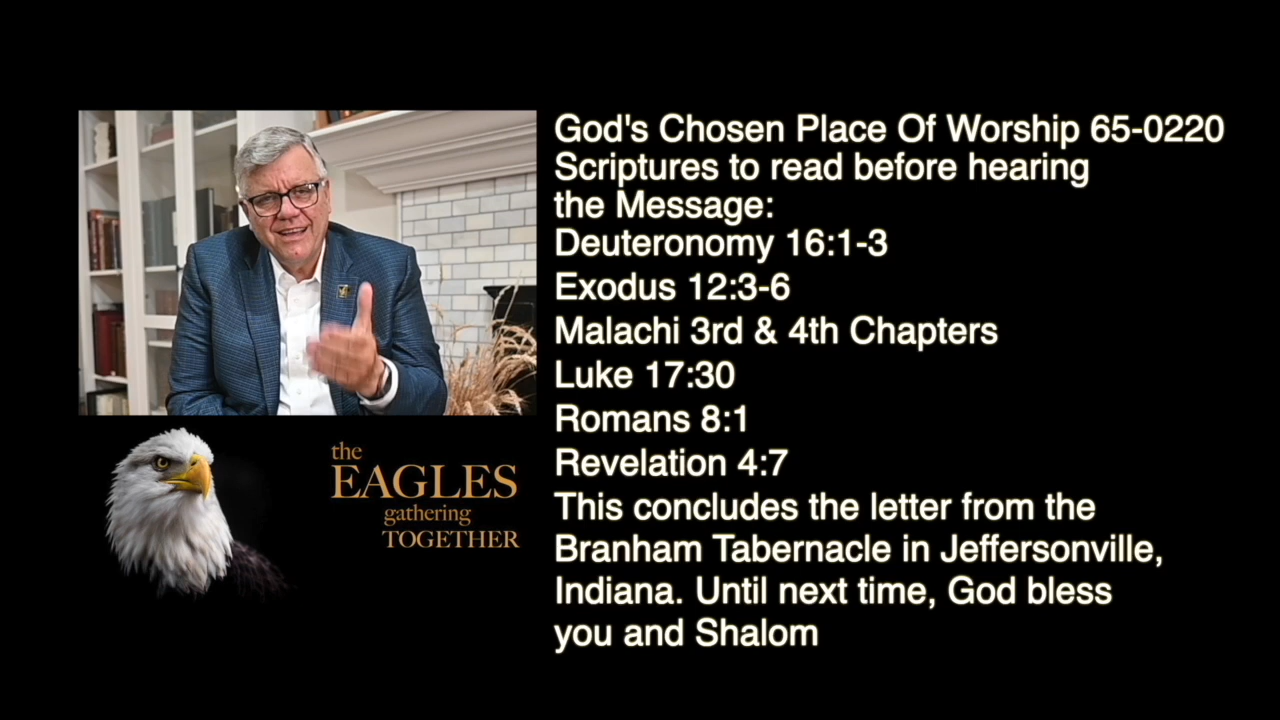 God's Chosen Place Of Worship 65-0220
Scriptures to read before hearing
the Message:
Deuteronomy 16:1-3
Exodus 12:3-6
Malachi 3rd & 4th Chapters
Luke 17:30
Romans 8:1
Revelation 4:7
This concludes the letter from the
Branham Tabernacle in Jeffersonville,
Indiana. Until next time, God bless
you and Shalom
the
EAGLES
gathering
TOGETHER